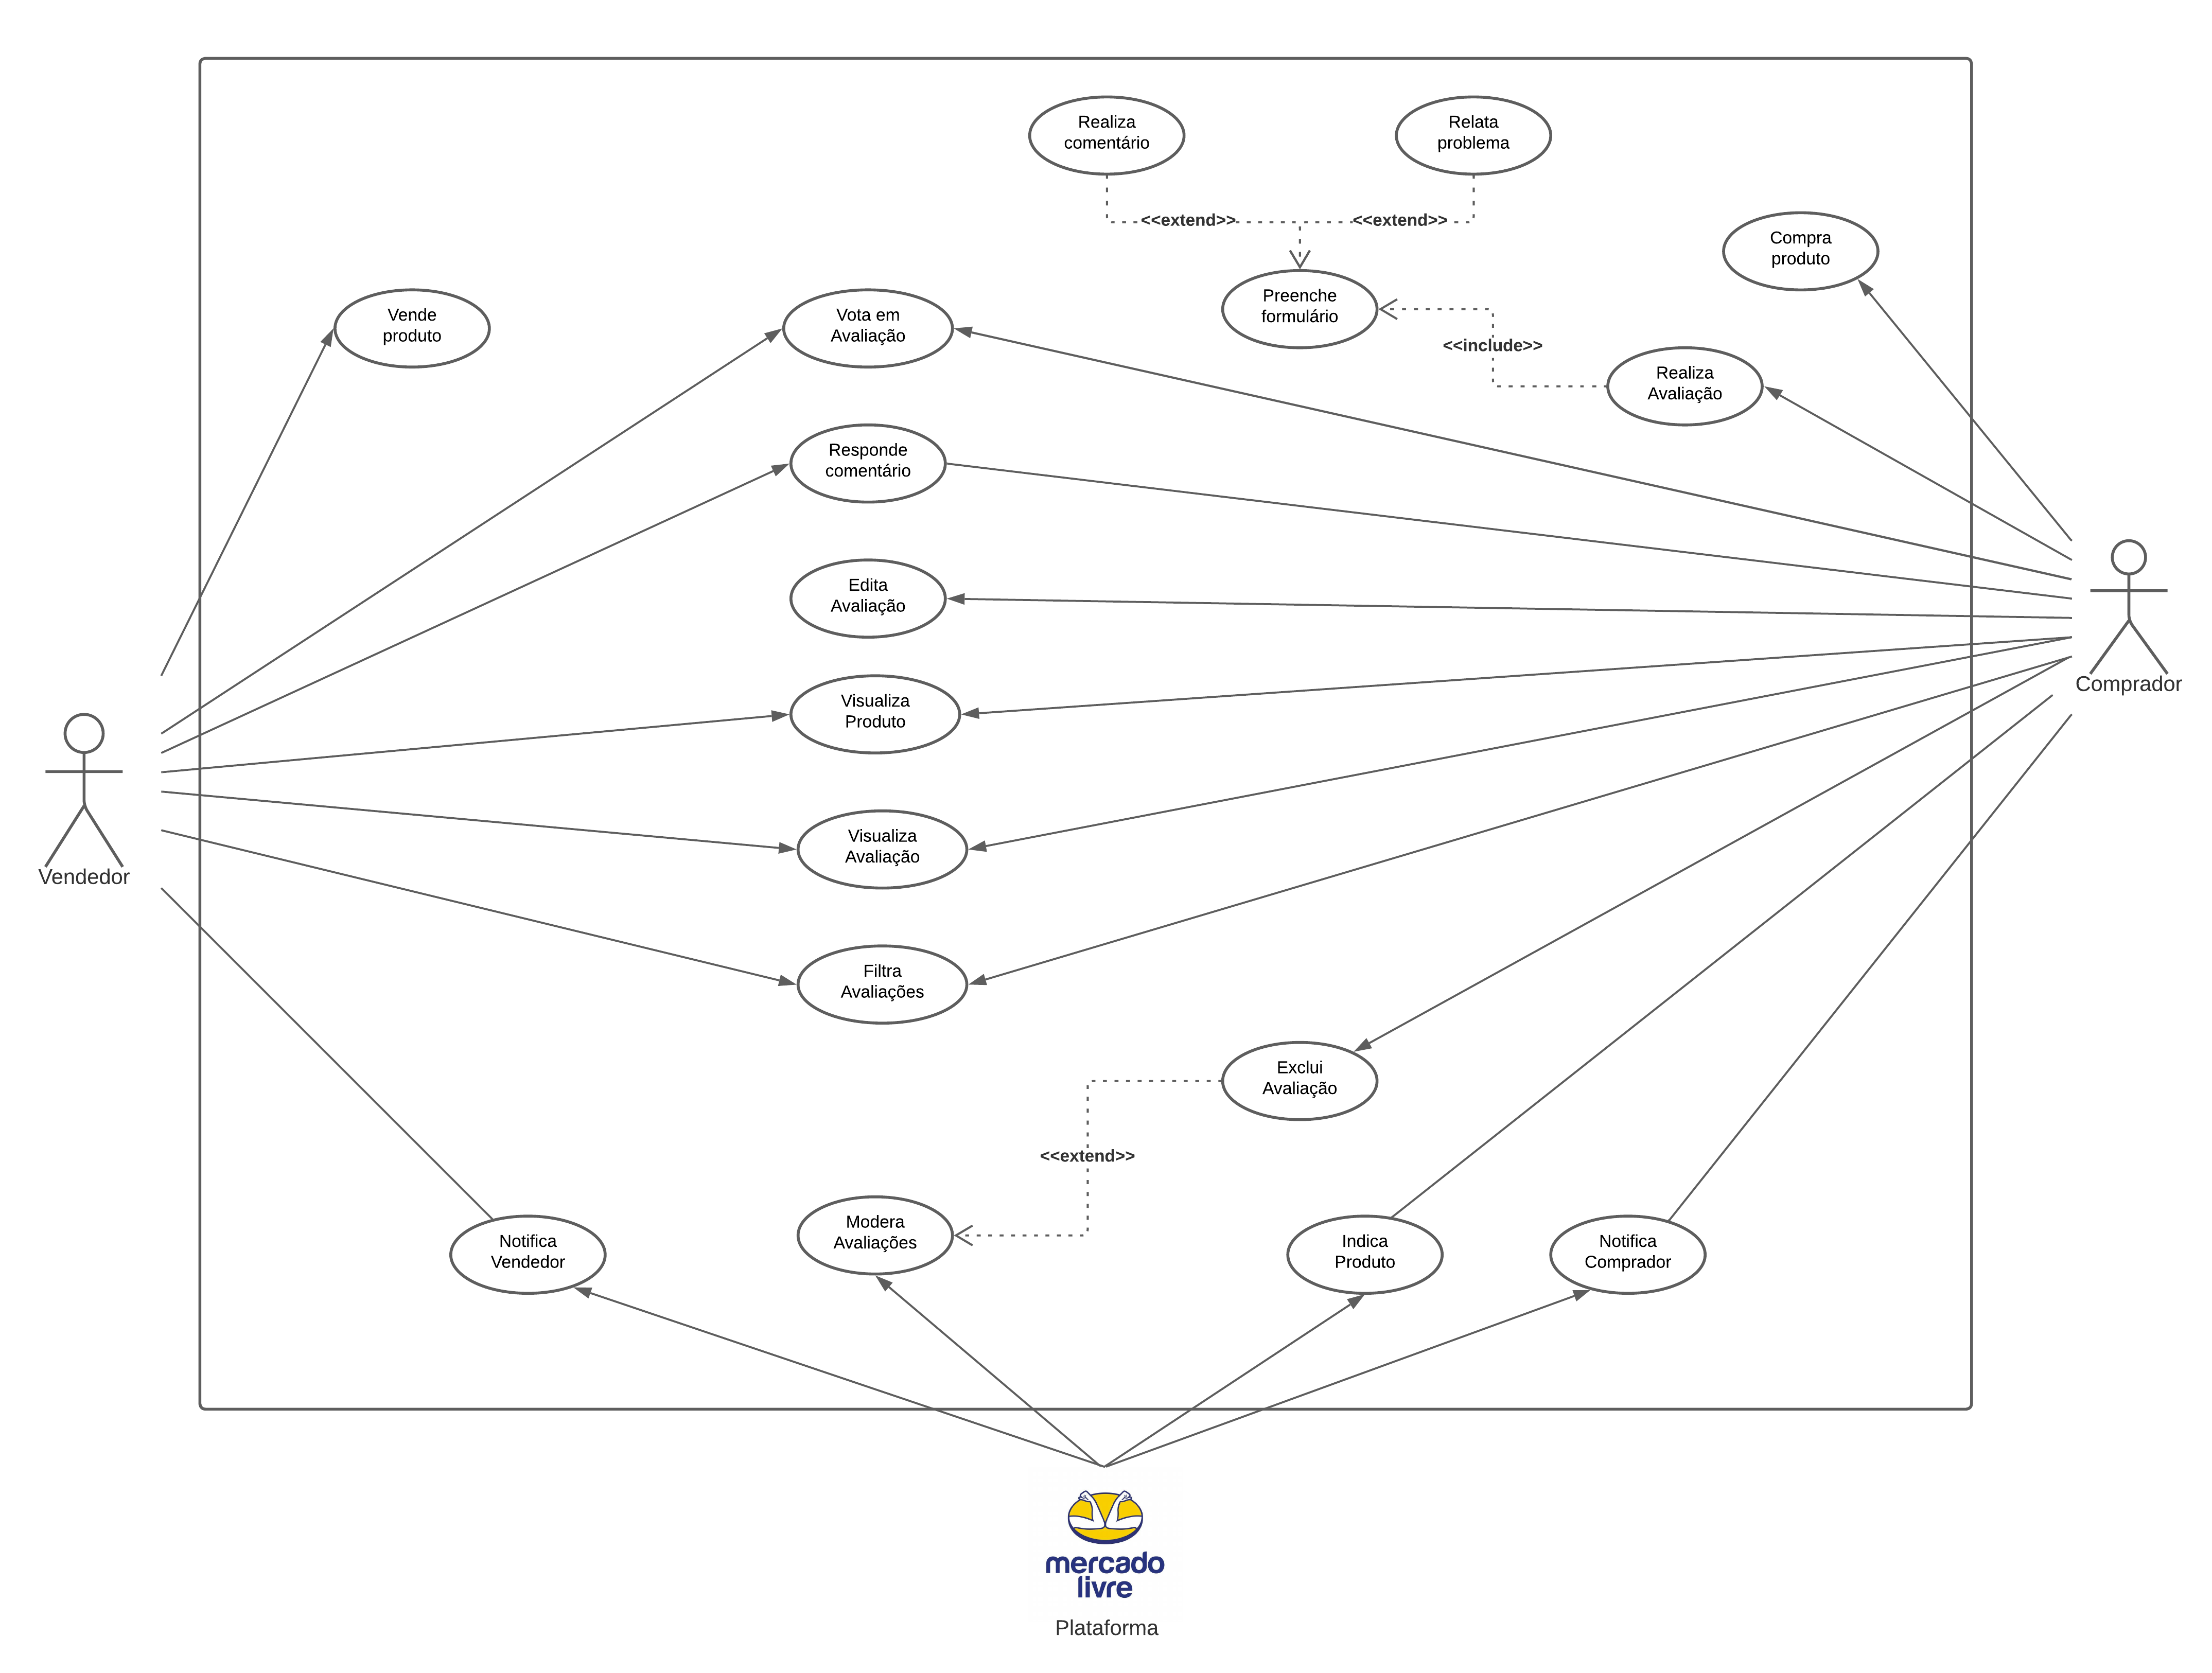 Realiza
comentário
Relata
problema
<<extend>>
<<extend>>
Compra
produto
Vende
produto
Vota em
Avaliação
Preenche
formulário
<<include>>
Realiza
Avaliação
Responde
comentário
Edita
Avaliação
Visualiza
Produto
Comprador
Visualiza
Avaliação
Vendedor
Filtra
Avaliações
Exclui
Avaliação
<<extend>>
Notifica
Vendedor
Modera
Avaliações
Indica
Produto
Notifica
Comprador
mercado
livre
Plataforma